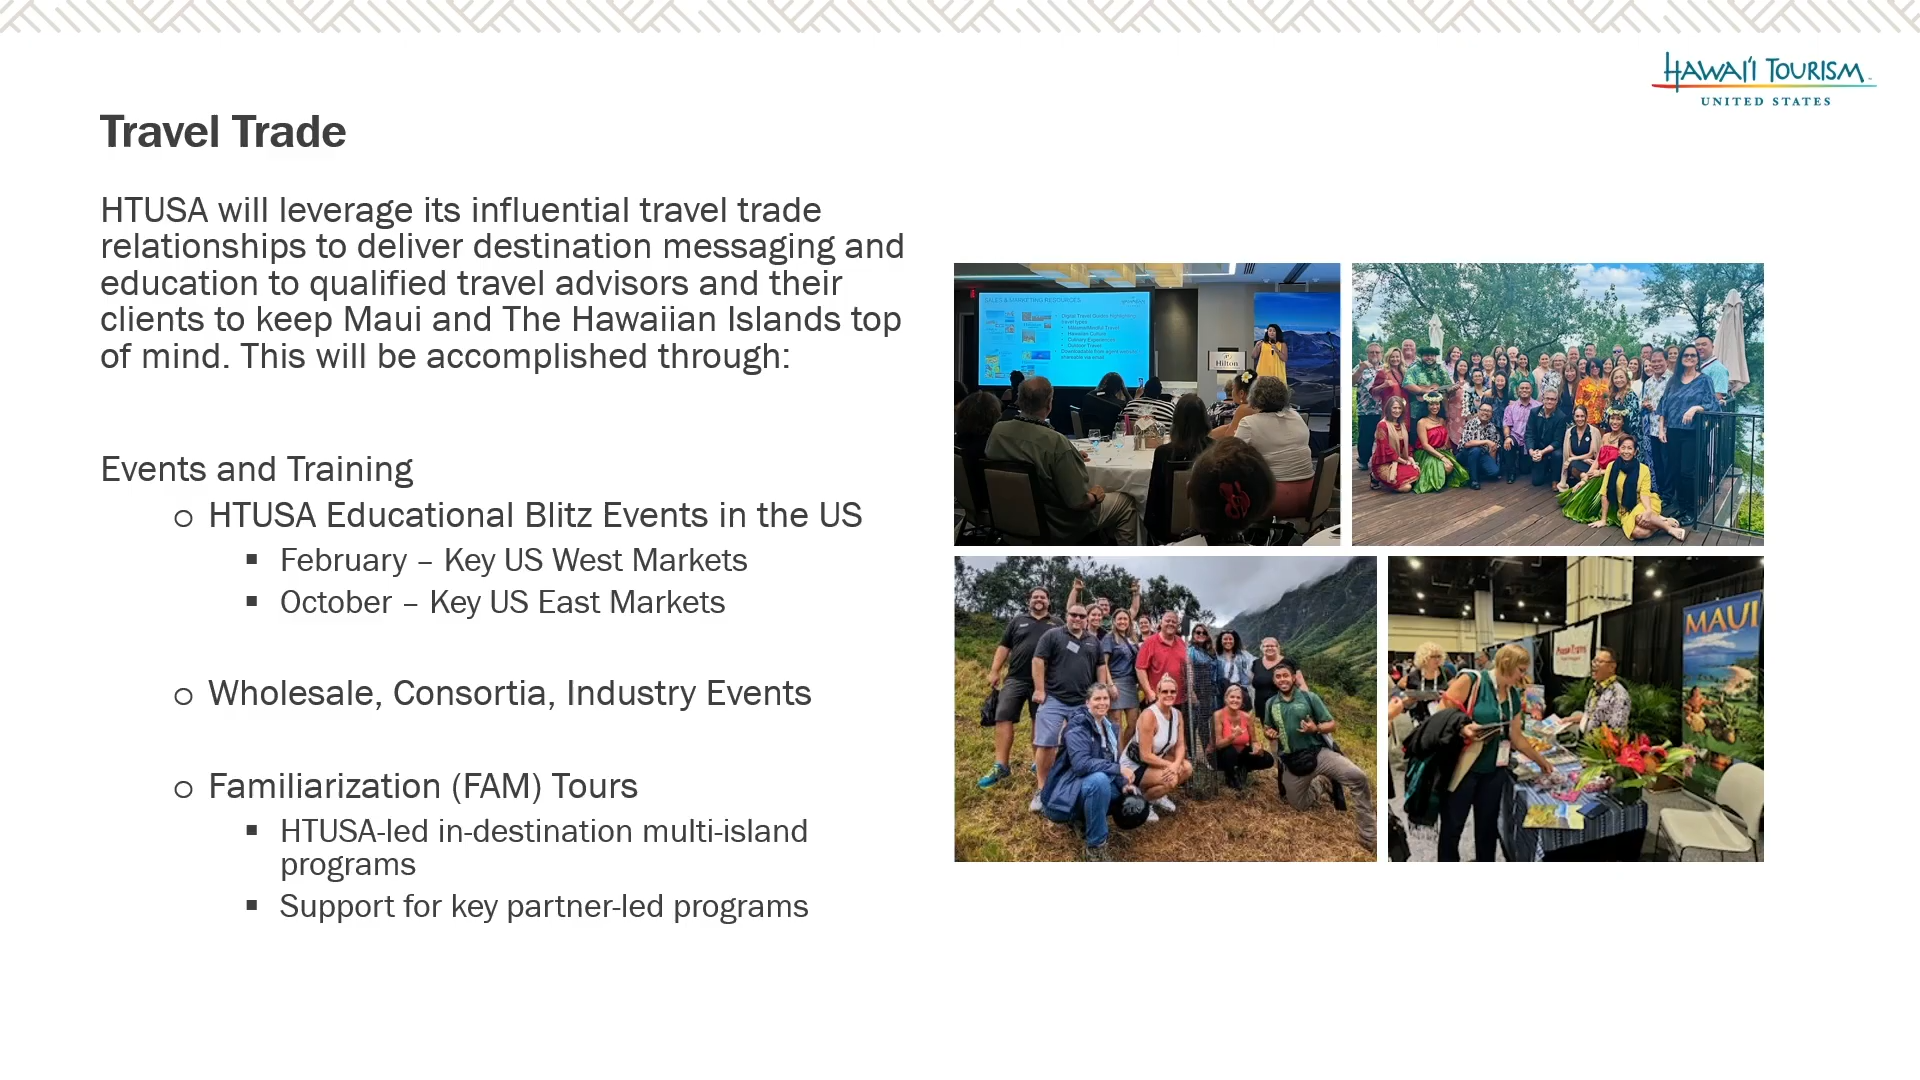 HAWAI'I TOURISM
UNITED STATES
Travel Trade
HTUSA will leverage its influential travel trade
relationships to deliver destination messaging and
education to qualified travel advisors and their
clients to keep Maui and The Hawaiian Islands top
of mind. This will be accomplished through:
Events and Training
o HTUSA Educational Blitz Events in the US
▪ February – Key US West Markets
▪ October – Key US East Markets
o Wholesale, Consortia, Industry Events
o Familiarization (FAM) Tours
▪ HTUSA-led in-destination multi-island
programs
▪ Support for key partner-led programs
SALES & MARKETING RESOURCES
Hilton
MAUI